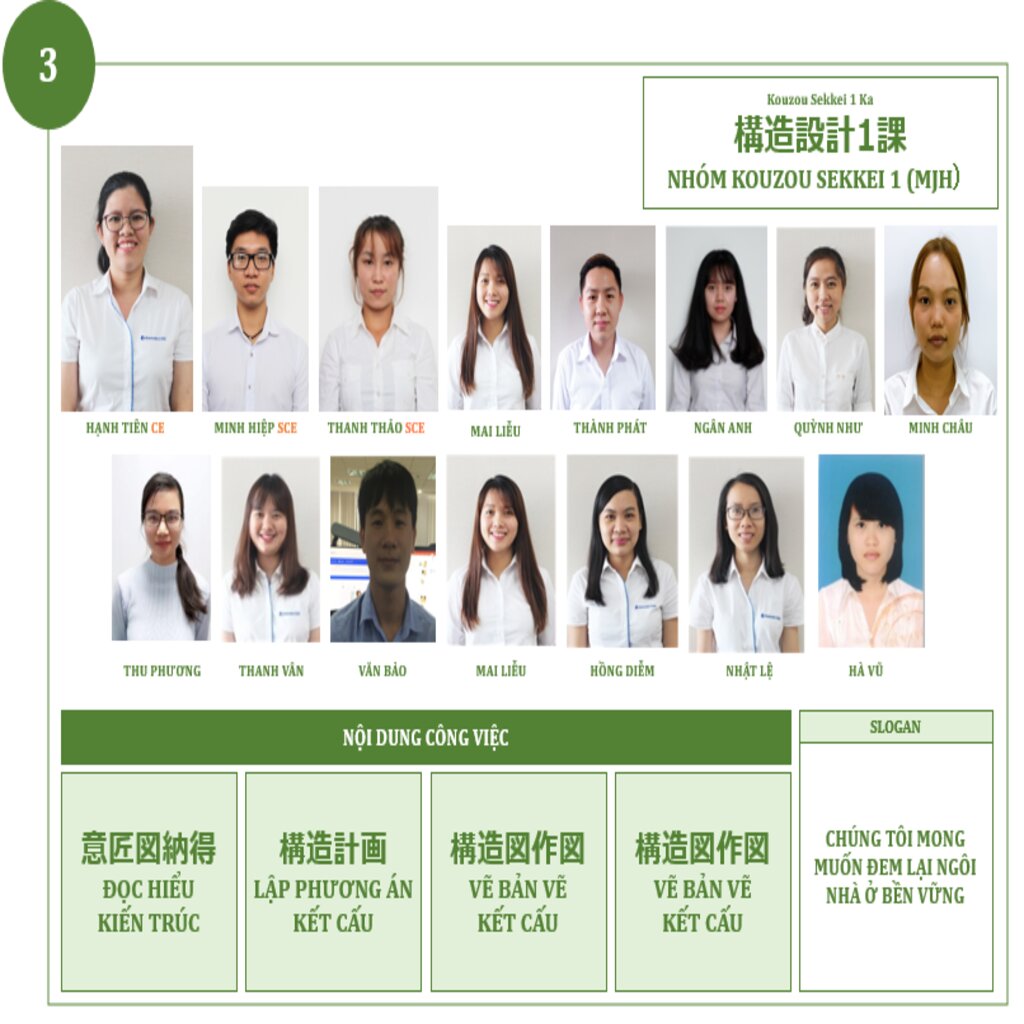 3
Kouzou Sekkei 1 Ka
構造設計1課
NHÓM KOUZOU SEKKEI 1 (MJH)
HẠNH TIÊN CE
MINH HIỆP SCE
THANH THẢO SCE
MAI LIỄU
THÀNH PHÁT
NGÂN ANH
QUỲNH NHƯ
MINH CHÂU
THU PHƯƠNG
THANH VÂN
VĂN BẢO
MAI LIỄU
HỒNG DIỄM
NHẬT LỆ
HÀ VŨ
NỘI DUNG CÔNG VIỆC
意匠図納得
ĐỌC HIỂU
KIẾN TRÚC
構造計画
LẬP PHƯƠNG ÁN
KẾT CẤU
構造図作図
VẼ BẢN VẼ
KẾT CẤU
構造図作図
VẼ BẢN VẼ
KẾT CẤU
SLOGAN
CHÚNG TÔI MONG
MUỐN ĐEM LẠI NGÔI
NHÀ Ở BỀN VỮNG